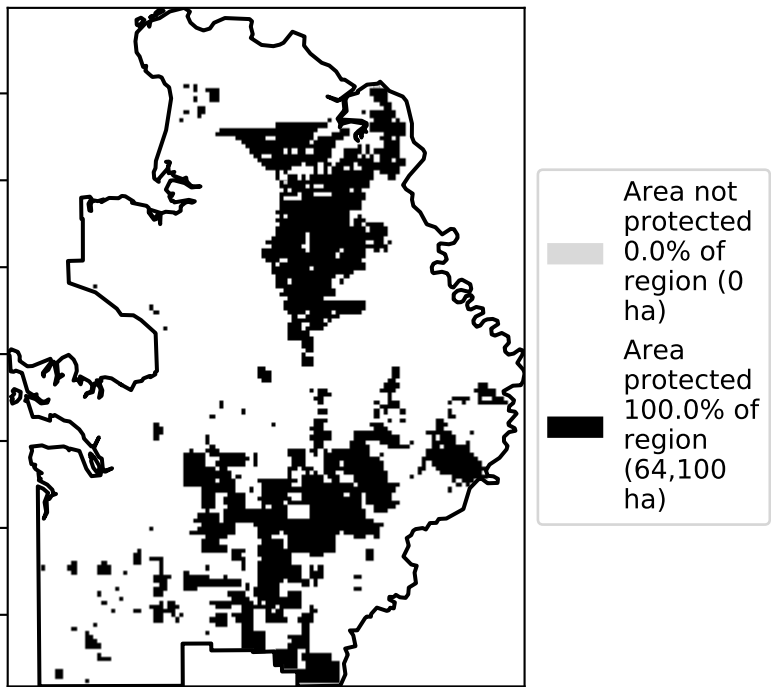 Area not
protected
0.0% of
region (0
ha)
Area
protected
100.0% of
region
(64,100
ha)